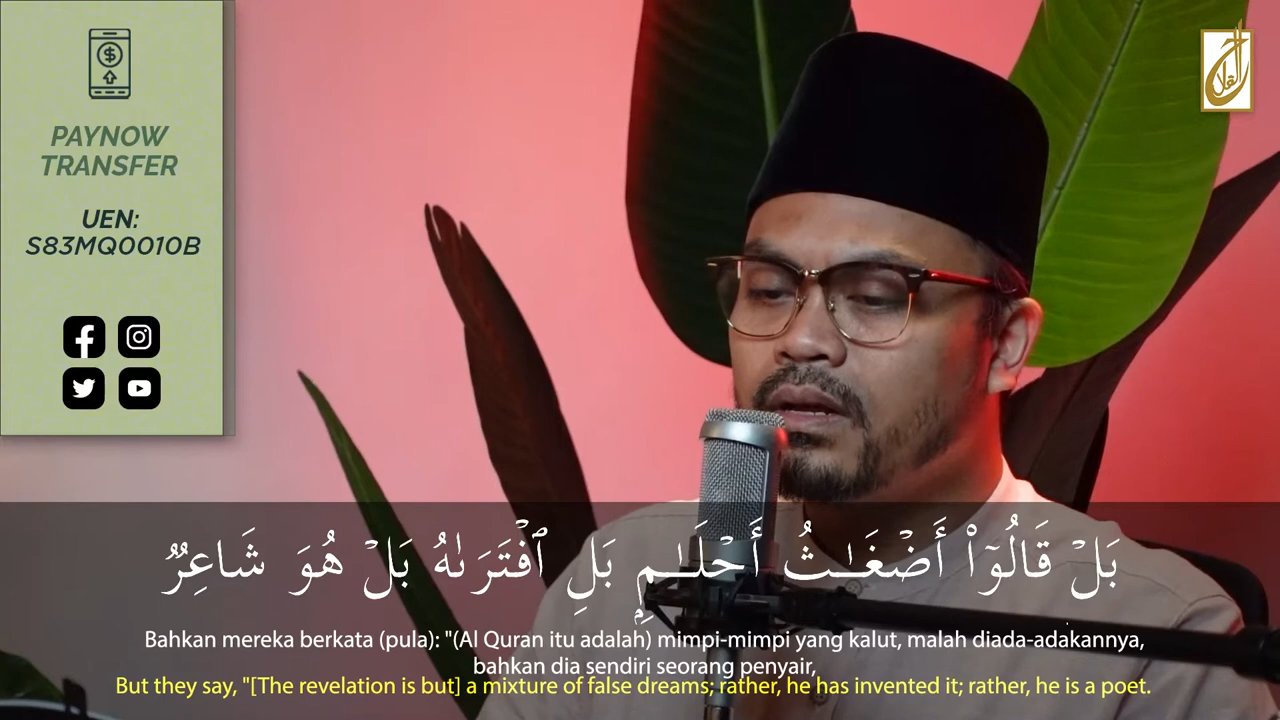 PAYNOW
TRANSFER
UEN:
S83MQ0010B
بَلْ قَالُوٓا۟ أَضْغَـٰثُ أَحْلَـٰمٍۭ بَلِ ٱفْتَرَىٰهُ بَلْ هُوَ شَاعِرٌۭ
Bahkan mereka berkata (pula): "(Al Quran itu adalah) mimpi-mimpi yang kalut, malah diada-adakannya,
bahkan dia sendiri seorang penyair,
But they say, "[The revelation is but] a mixture of false dreams; rather, he has invented it; rather, he is a poet.